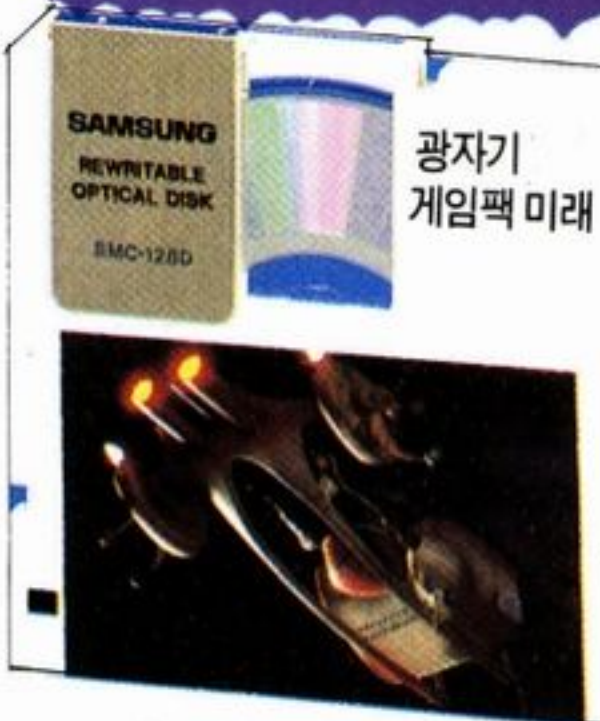 SAMSUNG
REWRITABLE
OPTICAL DISK
SMC-128D
광자기
게임팩 미래